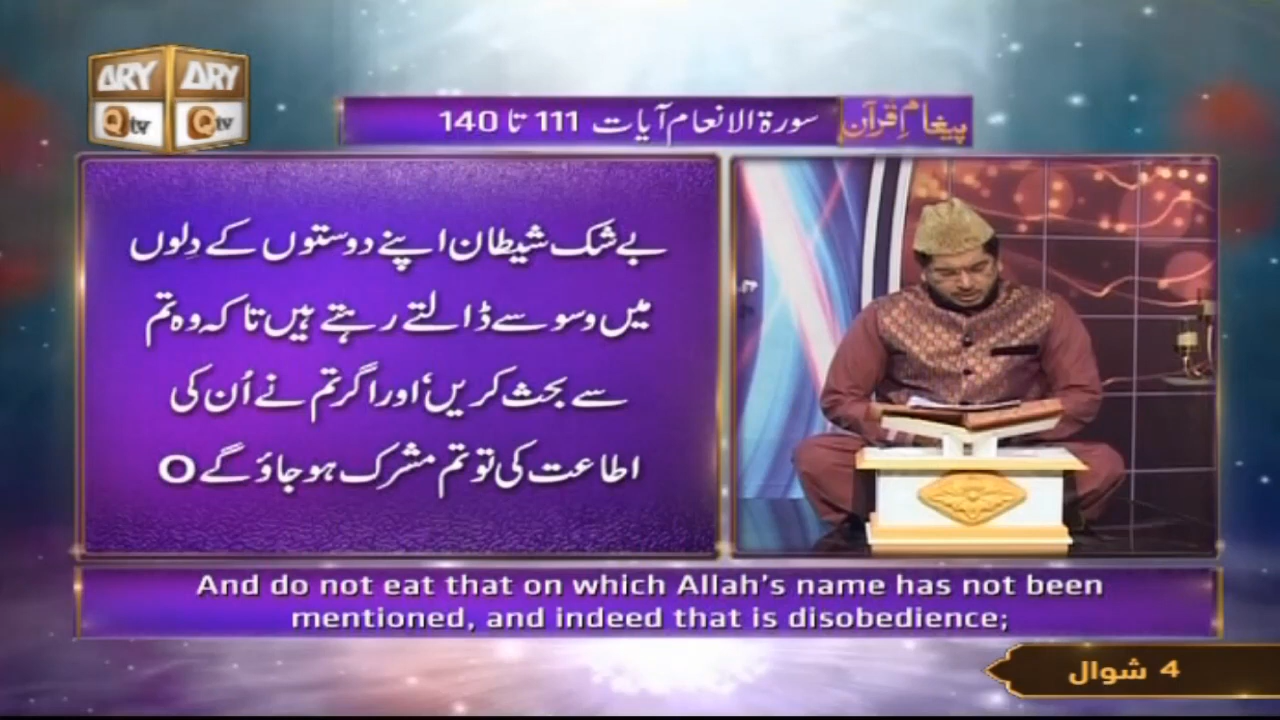 ARY ARY
Qtv Qtv
پیغامِ قرآن
سورۃ الانعام آیات 111 تا 140
بے شک شیطان اپنے دوستوں کے دِلوں
میں وسوسے ڈالتے رہتے ہیں تا کہ وہ تم
سے بحث کریں، اور اگر تم نے اُن کی
اطاعت کی تو تم مشرک ہو جاؤ گے O
And do not eat that on which Allah's name has not been
mentioned, and indeed that is disobedience;
4 شوال